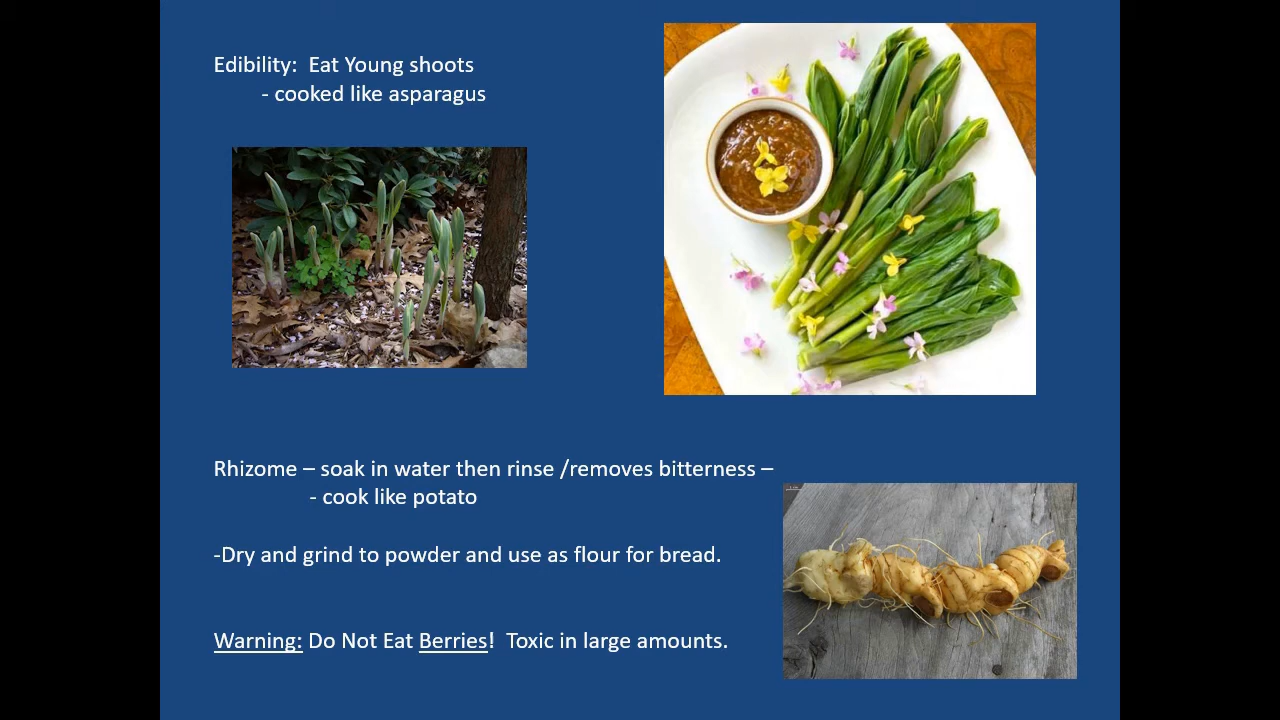 Edibility:  Eat Young shoots
- cooked like asparagus
Rhizome – soak in water then rinse /removes bitterness –
- cook like potato
-Dry and grind to powder and use as flour for bread.
Warning: Do Not Eat Berries!  Toxic in large amounts.